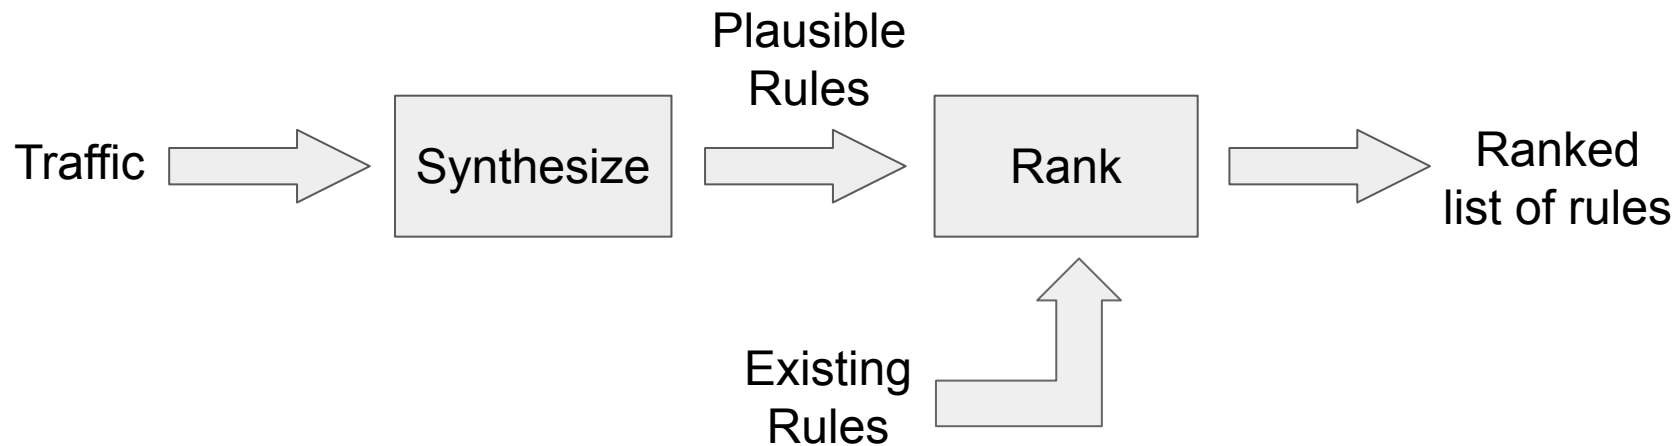 Plausible
Rules
Traffic
Synthesize
Rank
Ranked
list of rules
Existing
Rules